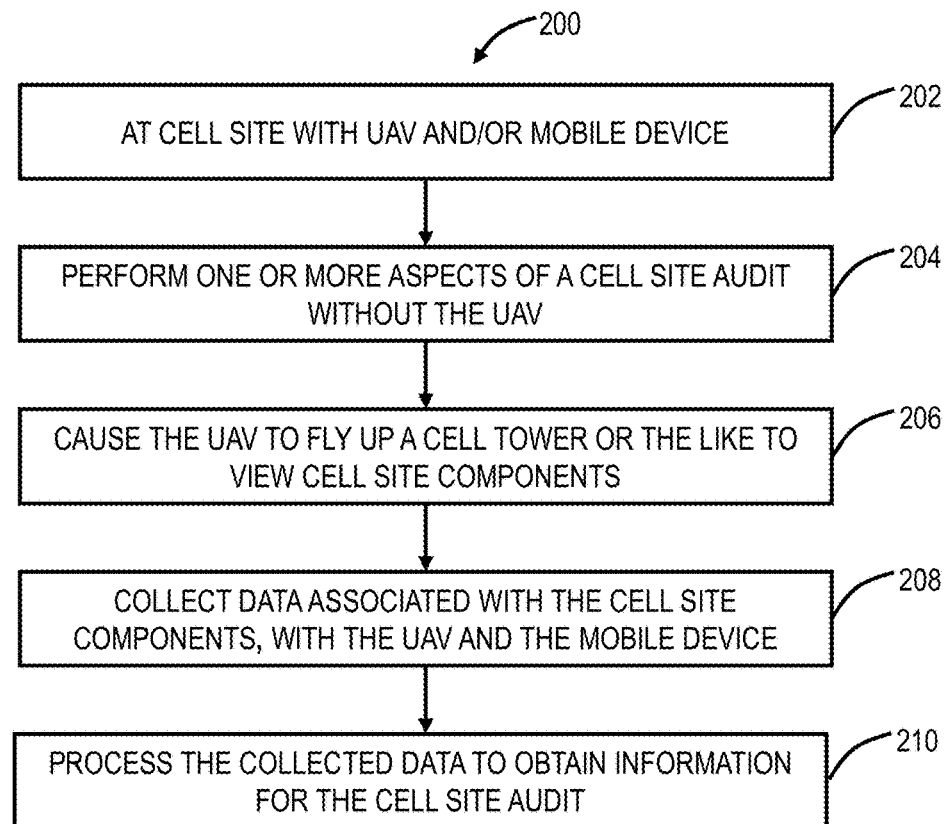 200
AT CELL SITE WITH UAV AND/OR MOBILE DEVICE
202
PERFORM ONE OR MORE ASPECTS OF A CELL SITE AUDIT
WITHOUT THE UAV
204
CAUSE THE UAV TO FLY UP A CELL TOWER OR THE LIKE TO
VIEW CELL SITE COMPONENTS
206
COLLECT DATA ASSOCIATED WITH THE CELL SITE
COMPONENTS, WITH THE UAV AND THE MOBILE DEVICE
208
PROCESS THE COLLECTED DATA TO OBTAIN INFORMATION
FOR THE CELL SITE AUDIT
210